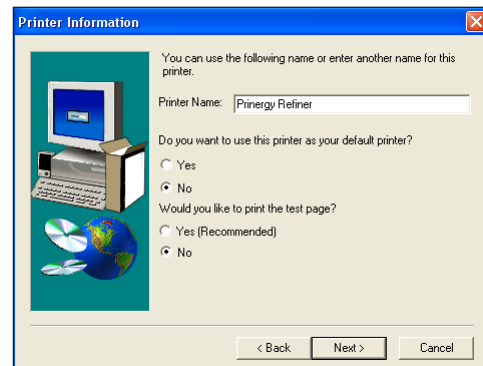 Printer Information
You can use the following name or enter another name for this
printer.
Printer Name: Prinergy Refiner
Do you want to use this printer as your default printer?
Yes
No
Would you like to print the test page?
Yes (Recommended)
No
< Back Next > Cancel